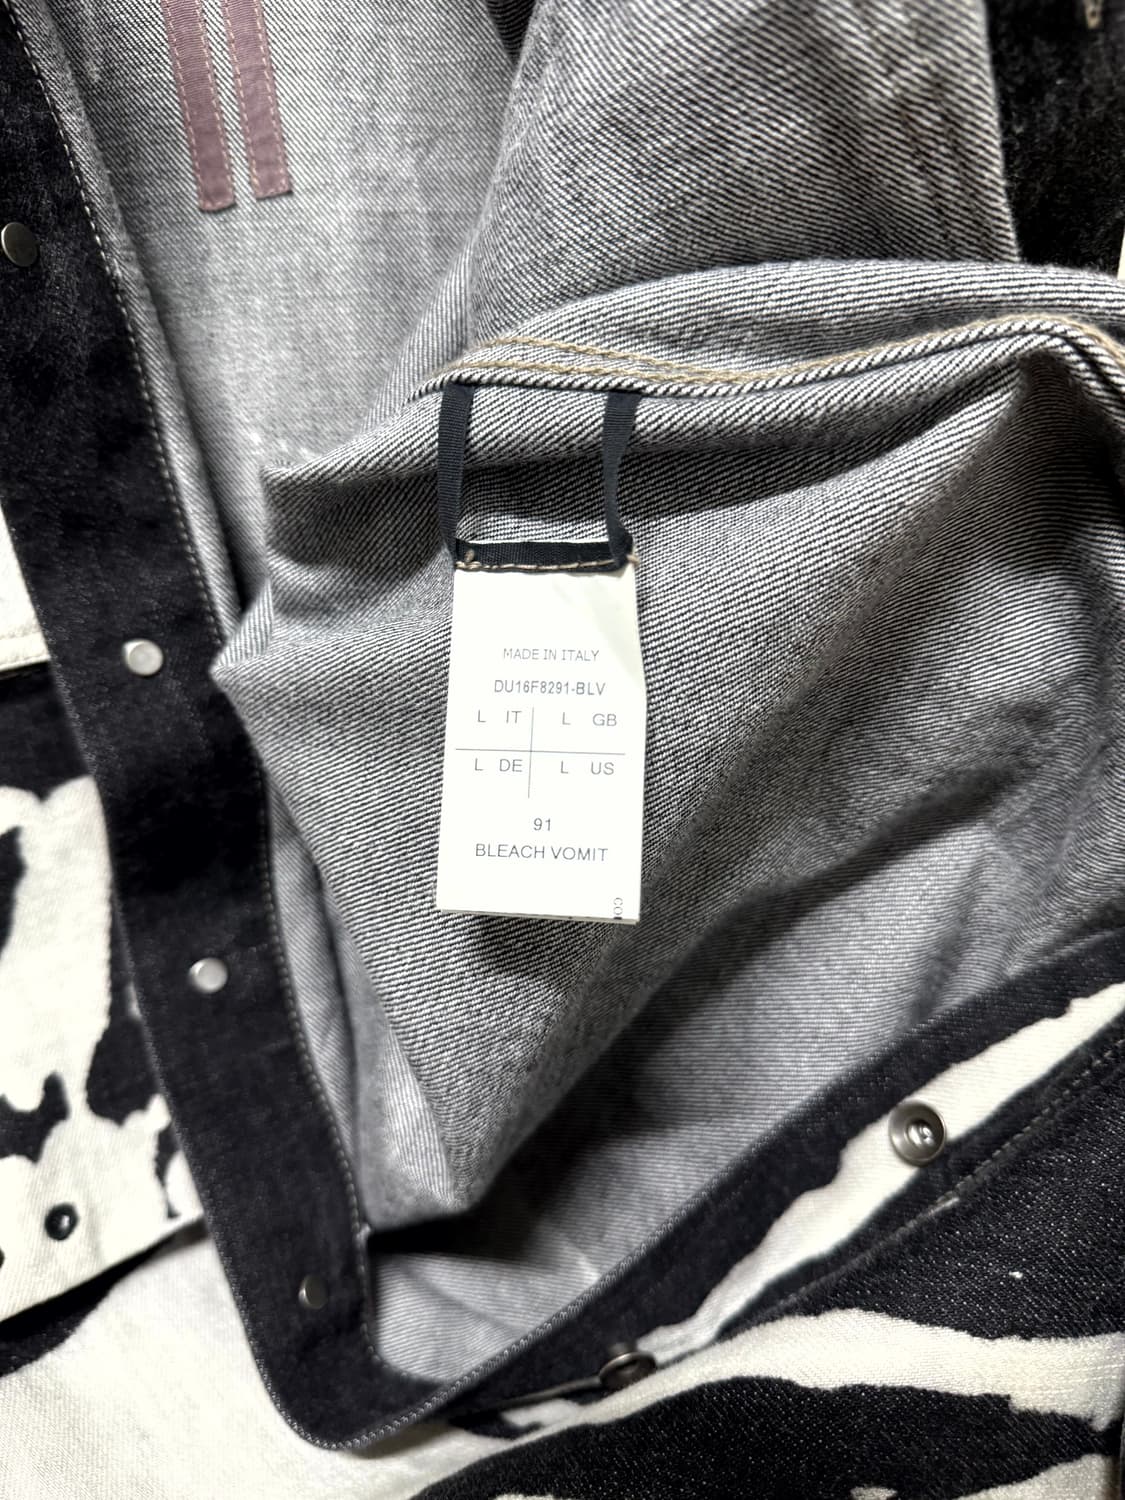 MADE IN ITALY
DU16F8291-BLV
L IT L GB
L DE L US
91
BLEACH VOMIT